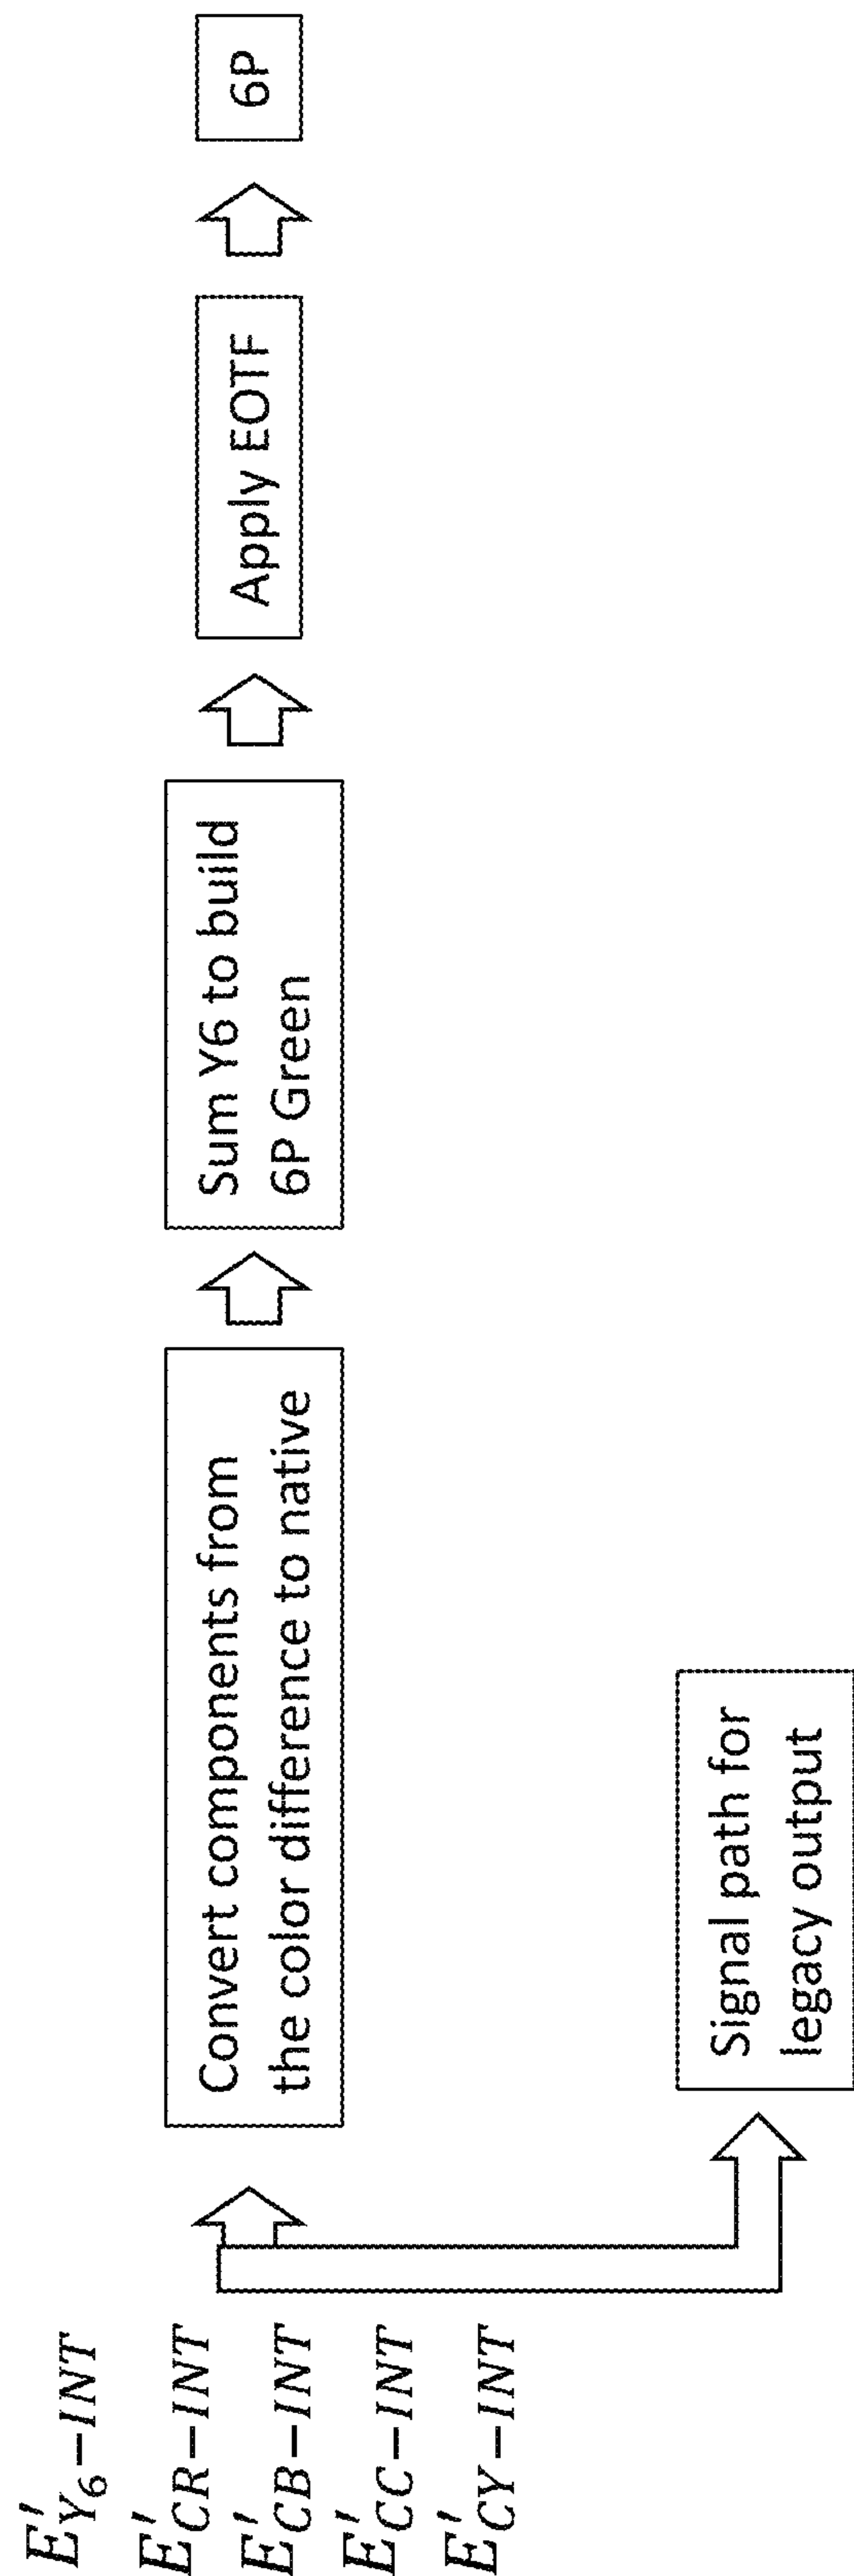 E'Y₆−INT
E'CR−INT
E'CB−INT
E'CC−INT
E'CY−INT
Convert components from
the color difference to native
Sum Y6 to build
6P Green
Apply EOTF
6P
Signal path for
legacy output